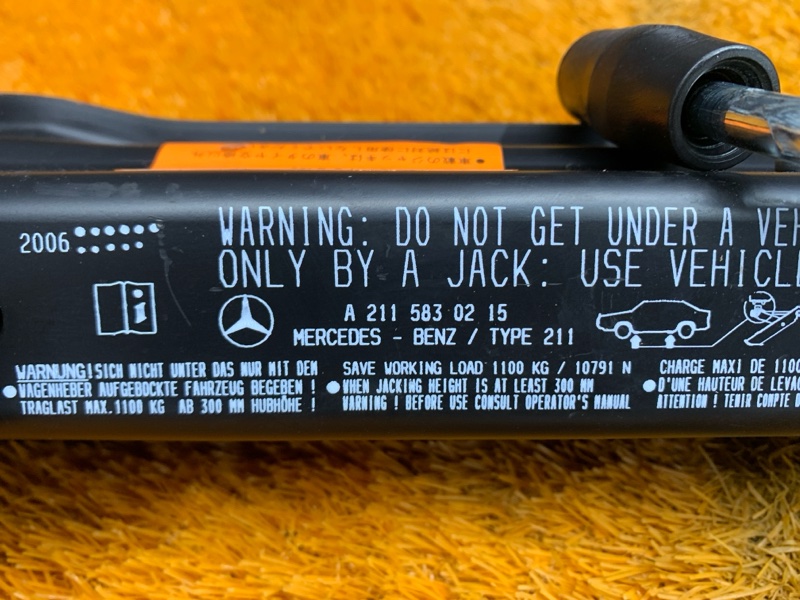 2006
WARNING: DO NOT GET UNDER A VEH
ONLY BY A JACK: USE VEHICLE
A 211 583 02 15
MERCEDES - BENZ / TYPE 211
WARNUNG!SICH NICHT UNTER DAS NUR MIT DEM
WAGENHEBER AUFGEBOCKTE FAHRZEUG BEGEBEN !
TRAGLAST MAX.1100 KG AB 300 MM HUBHÖHE !
SAVE WORKING LOAD 1100 KG / 10791 N
WHEN JACKING HEIGHT IS AT LEAST 300 MM
WARNING ! BEFORE USE CONSULT OPERATOR'S MANUAL
CHARGE MAXI DE 1100
D'UNE HAUTEUR DE LEVA
ATTENTION ! TENIR COMPTE D